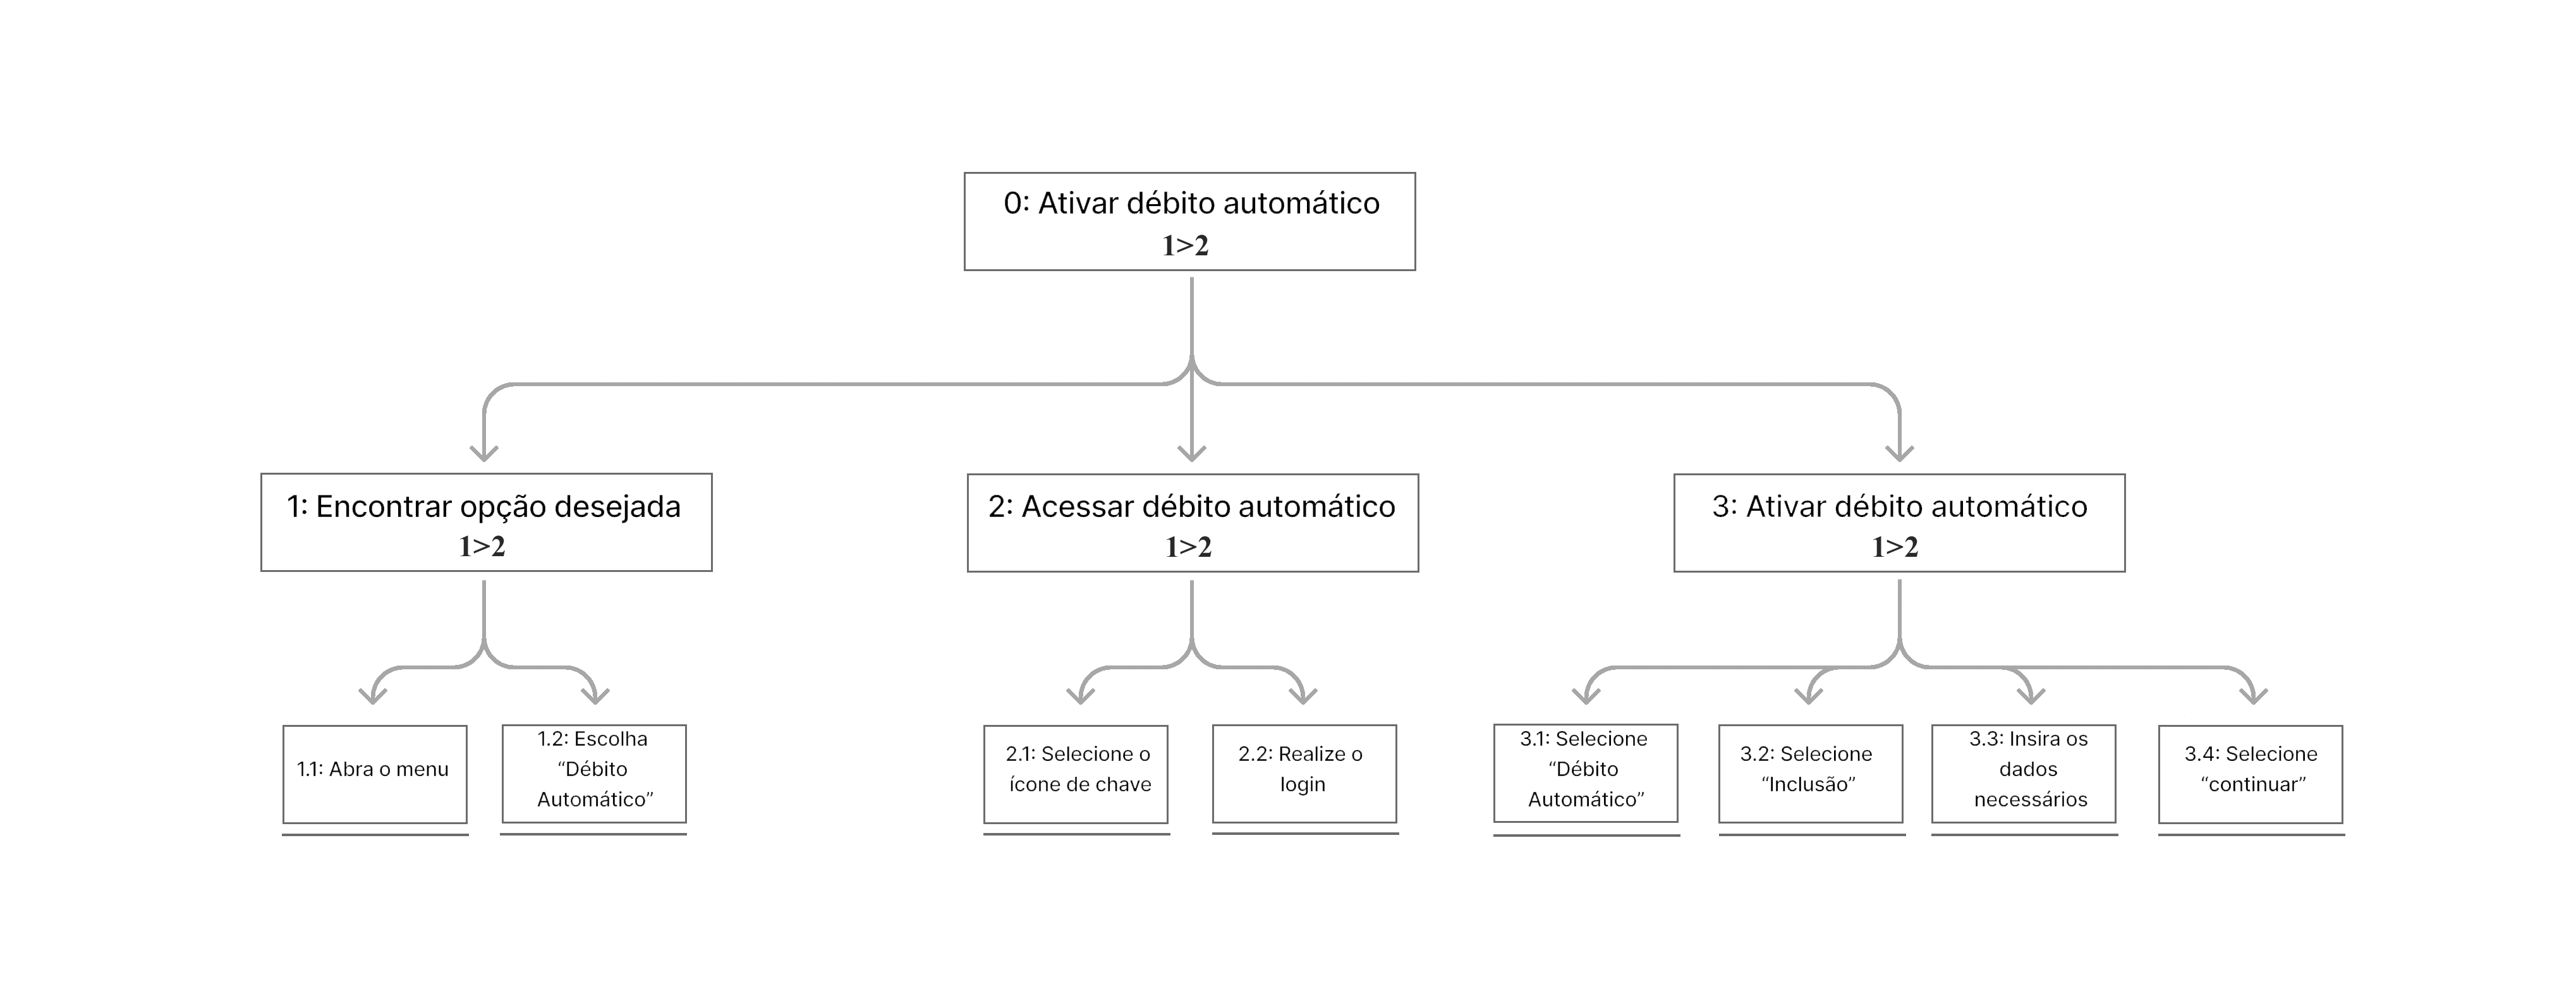 0: Ativar débito automático
1>2
1: Encontrar opção desejada
1>2
2: Acessar débito automático
1>2
3: Ativar débito automático
1>2
1.1: Abra o menu
1.2: Escolha
“Débito
Automático”
2.1: Selecione o
ícone de chave
2.2: Realize o
login
3.1: Selecione
“Débito
Automático”
3.2: Selecione
“Inclusão”
3.3: Insira os
dados
necessários
3.4: Selecione
“continuar”